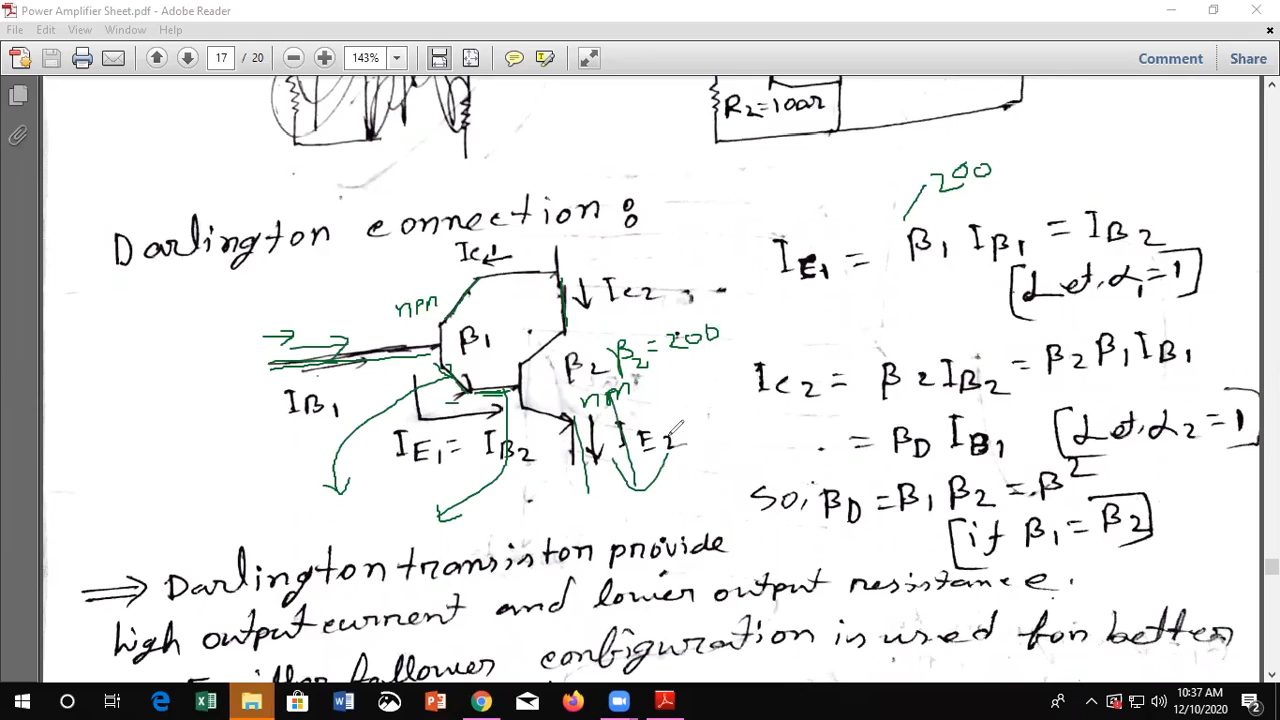 Power Amplifier Sheet.pdf - Adobe Reader
File Edit View Window Help
17 / 20 143% Comment Share
R2=100Ω
200
Darlington connection:
IE1 = β1 IB1 = IB2
[Let, α1=1]
IC1
IC2
npn
β1
β2 β2=200
npn
IB1
IE1 = IB2
IE2
IC2 = β2 IB2 = β2 β1 IB1
= βD IB1 [Let, α2=1]
So, βD = β1 β2 = β2
[if β1 = β2]
⇒ Darlington transistor provide
high output current and lower output resistance.
follower configuration is used for better
10:37 AM
12/10/2020
2